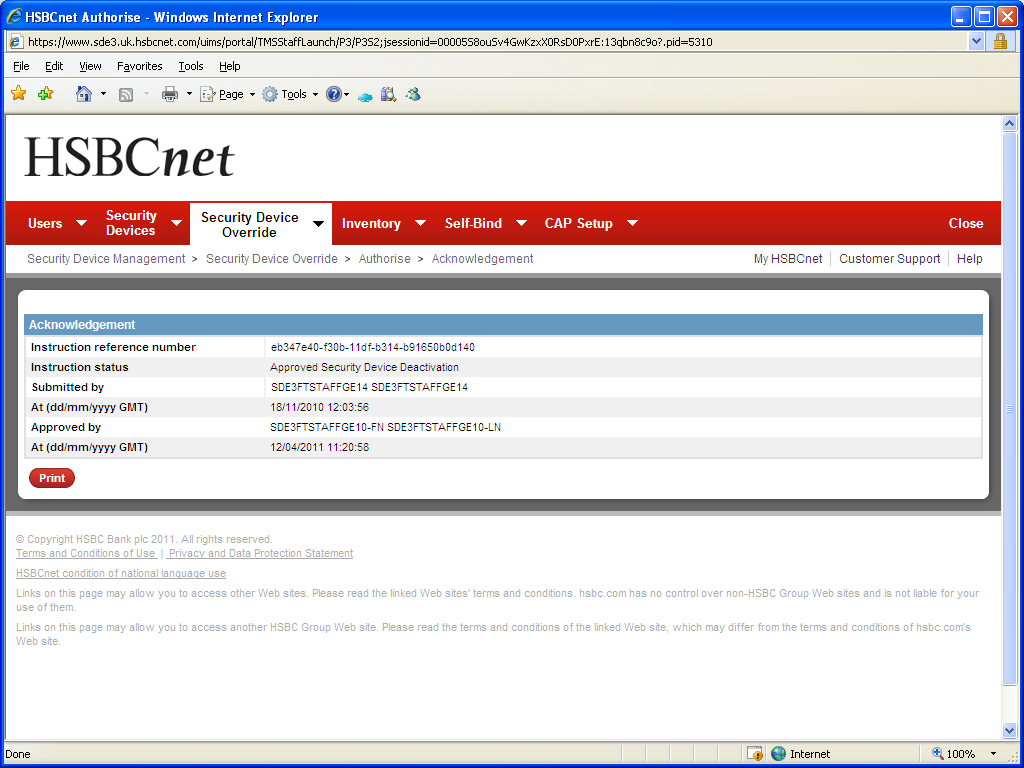 HSBCnet Authorise - Windows Internet Explorer
https://www.sde3.uk.hsbcnet.com/uims/portal/TMSStaffLaunch/P3/P3S2;jsessionid=0000558ouSv4GwKzxX0RsD0PxrE:13qbn8c9o?.pid=5310
File Edit View Favorites Tools Help
Page Tools
HSBCnet
Users Security Devices Security Device Override Inventory Self-Bind CAP Setup Close
Security Device Management > Security Device Override > Authorise > Acknowledgement My HSBCnet Customer Support Help
Acknowledgement
Instruction reference number eb347e40-f30b-11df-b314-b91650b0d140
Instruction status Approved Security Device Deactivation
Submitted by SDE3FTSTAFFGE14 SDE3FTSTAFFGE14
At (dd/mm/yyyy GMT) 18/11/2010 12:03:56
Approved by SDE3FTSTAFFGE10-FN SDE3FTSTAFFGE10-LN
At (dd/mm/yyyy GMT) 12/04/2011 11:20:58
Print
© Copyright HSBC Bank plc 2011. All rights reserved.
Terms and Conditions of Use | Privacy and Data Protection Statement
HSBCnet condition of national language use
Links on this page may allow you to access other Web sites. Please read the linked Web sites' terms and conditions. hsbc.com has no control over non-HSBC Group Web sites and is not liable for your
use of them.
Links on this page may allow you to access another HSBC Group Web site. Please read the terms and conditions of the linked Web site, which may differ from the terms and conditions of hsbc.com's
Web site.
Done Internet 100%